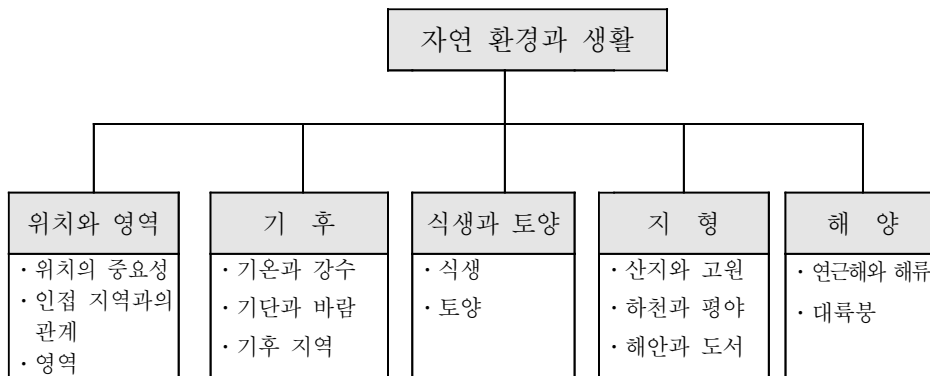 자연 환경과 생활
위치와 영역
· 위치의 중요성
· 인접 지역과의
관계
· 영역
기 후
· 기온과 강수
· 기단과 바람
· 기후 지역
식생과 토양
· 식생
· 토양
지 형
· 산지와 고원
· 하천과 평야
· 해안과 도서
해 양
· 연근해와 해류
· 대륙붕